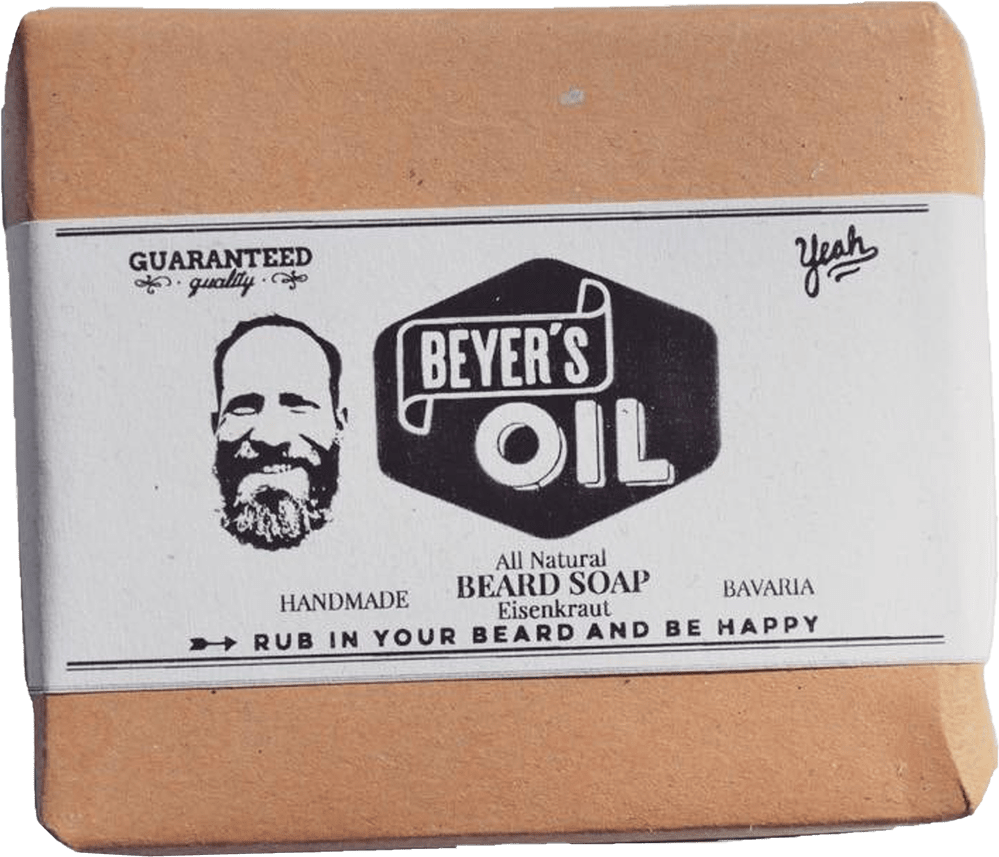 GUARANTEED
quality
Yeah
BEYER´S
OIL
All Natural
HANDMADE
BEARD SOAP
BAVARIA
Eisenkraut
RUB IN YOUR BEARD AND BE HAPPY